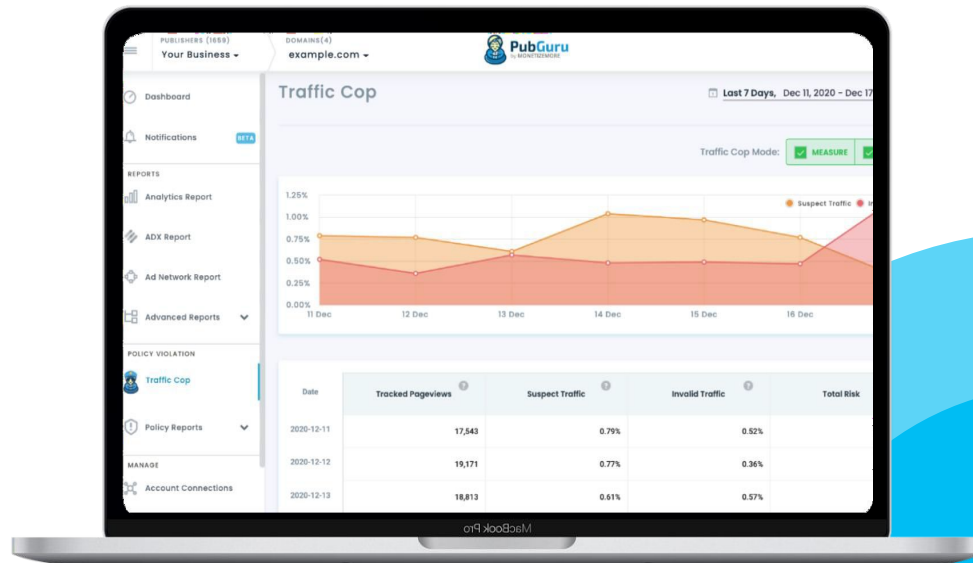 PUBLISHERS (1659)
DOMAINS(4)
Your Business
example.com
PubGuru
by MONETIZEMORE
Dashboard
Notifications
BETA
REPORTS
Analytics Report
ADX Report
Ad Network Report
Advanced Reports
POLICY VIOLATION
Traffic Cop
Policy Reports
MANAGE
Account Connections
Traffic Cop
Last 7 Days, Dec 11, 2020 - Dec 17
Traffic Cop Mode:
MEASURE
Suspect Traffic
1.25%
1.00%
0.75%
0.50%
0.25%
0.00%
11 Dec 12 Dec 13 Dec 14 Dec 15 Dec 16 Dec
Date Tracked Pageviews Suspect Traffic Invalid Traffic Total Risk
2020-12-11 17,543 0.79% 0.52%
2020-12-12 19,171 0.77% 0.36%
2020-12-13 18,813 0.61% 0.57%
MacBook Pro